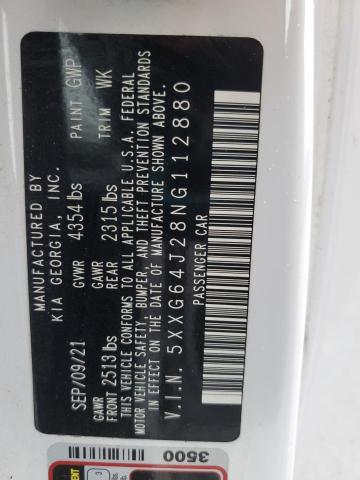 MANUFACTURED BY
KIA GEORGIA, INC.
SEP/09/21 GVWR 4354 lbs PAINT GWP
GAWR FRONT 2513 lbs GAWR REAR 2315 lbs TRIM WK
THIS VEHICLE CONFORMS TO ALL APPLICABLE U.S.A. FEDERAL
MOTOR VEHICLE SAFETY, BUMPER, AND THEFT PREVENTION STANDARDS
IN EFFECT ON THE DATE OF MANUFACTURE SHOWN ABOVE.
V.I.N. 5XXG64J28NG112880
PASSENGER CAR
3500